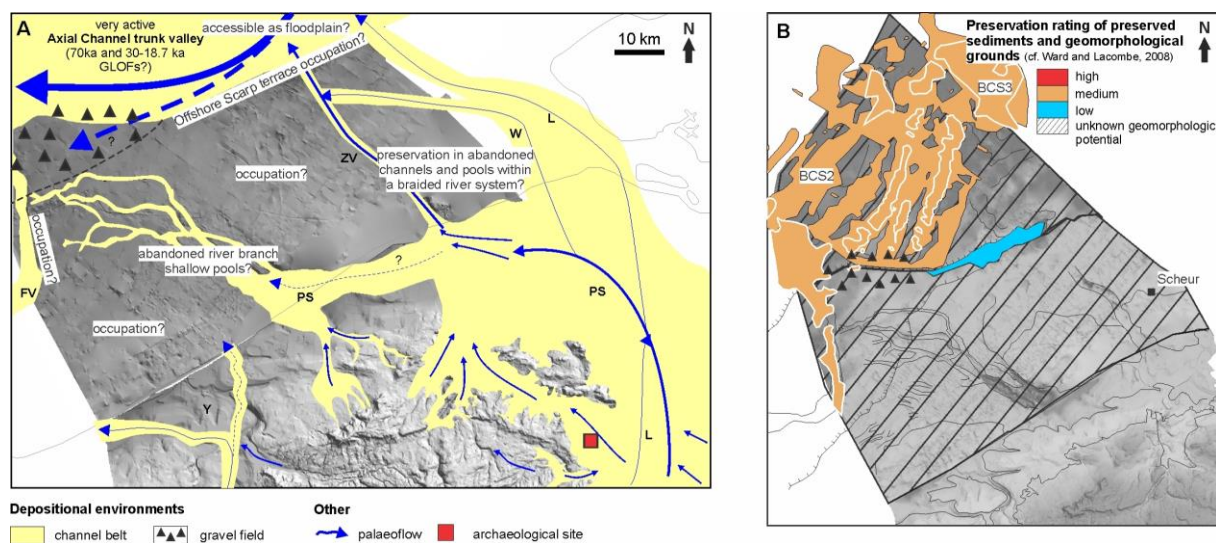 A
very active
Axial Channel trunk valley
(70ka and 30-18.7 ka
GLOFs?)
accessible as floodplain?
10 km
N
Offshore Scarp terrace occupation?
?
L
W
ZV
preservation in abandoned
channels and pools within
a braided river system?
occupation?
occupation?
abandoned river branch
shallow pools?
?
PS
PS
FV
occupation?
Y
L
Depositional environments
channel belt
gravel field
Other
palaeoflow
archaeological site
B
Preservation rating of preserved
sediments and geomorphological
grounds (cf. Ward and Lacombe, 2008)
N
high
medium
low
unknown geomorphologic
potential
BCS3
BCS2
Scheur